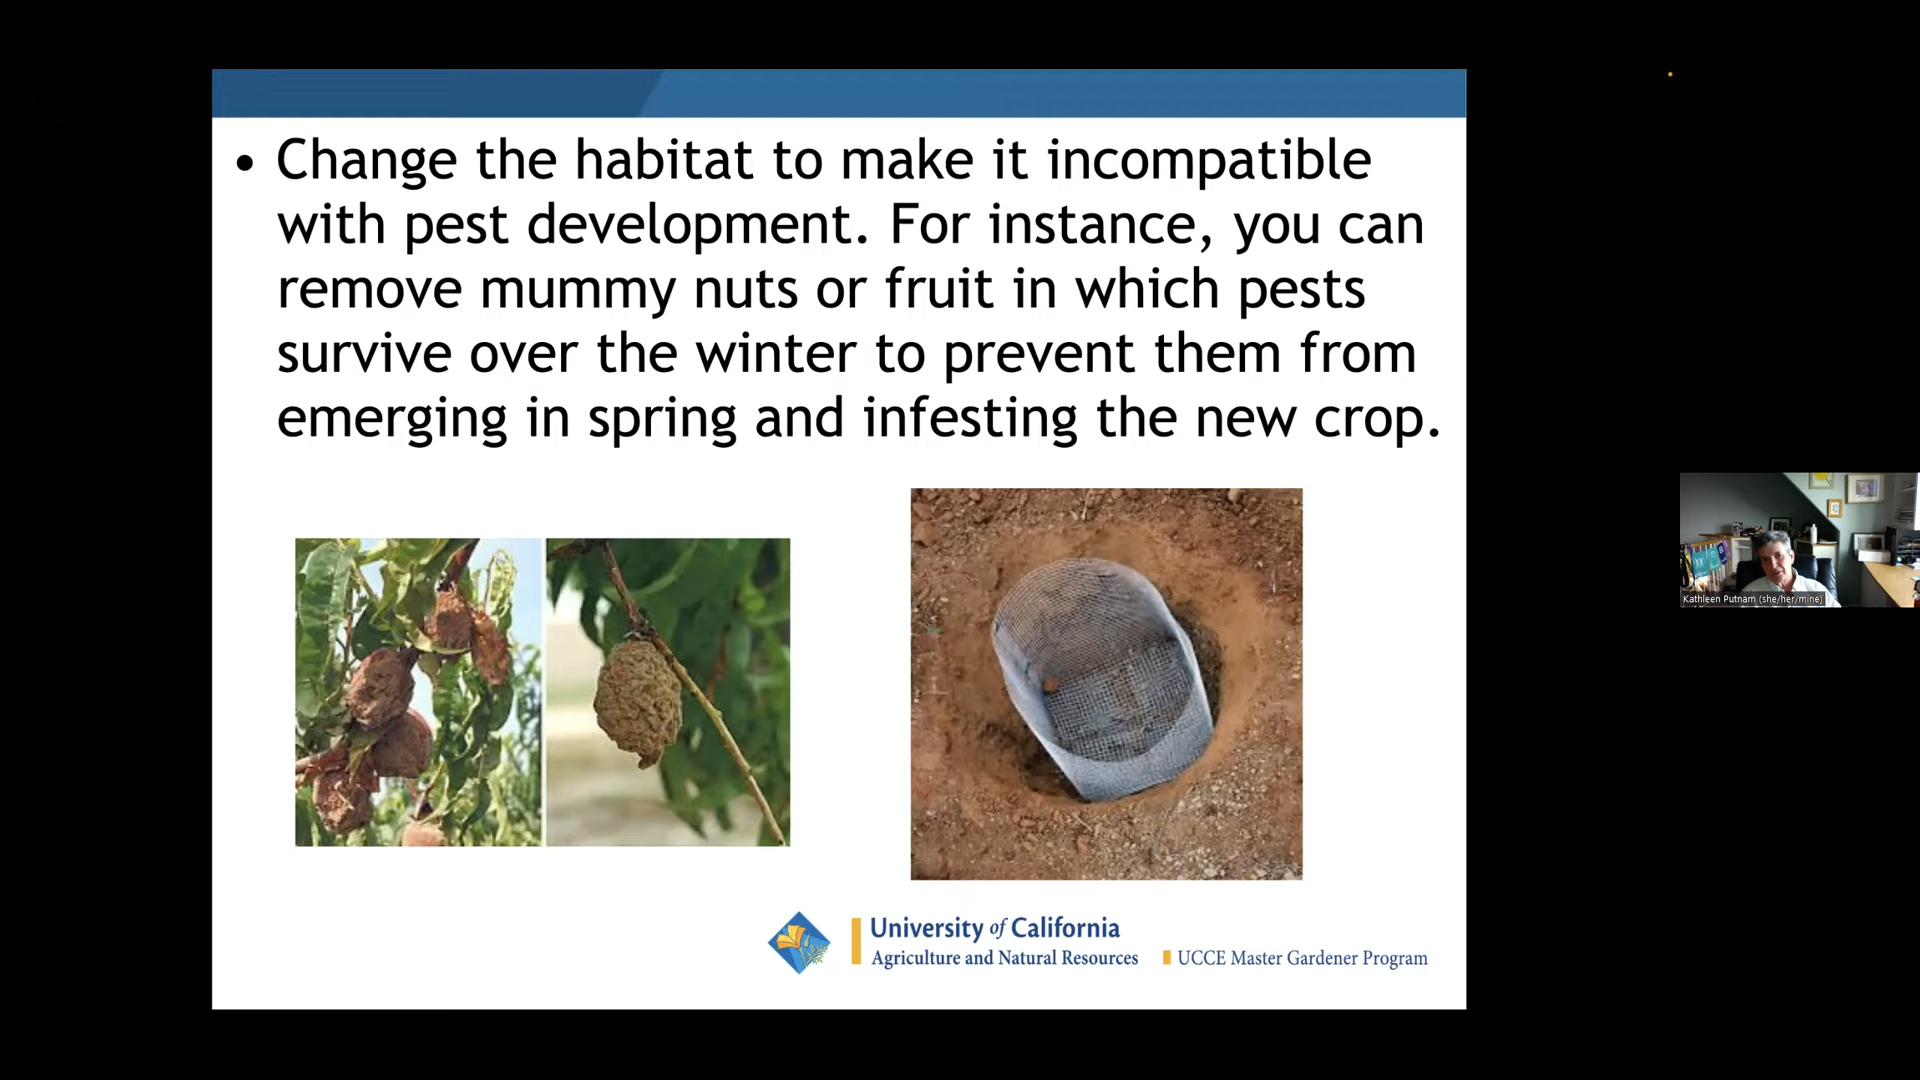 • Change the habitat to make it incompatible
with pest development. For instance, you can
remove mummy nuts or fruit in which pests
survive over the winter to prevent them from
emerging in spring and infesting the new crop.
Kathleen Putnam (she/her/mine)
University of California
Agriculture and Natural Resources
UCCE Master Gardener Program